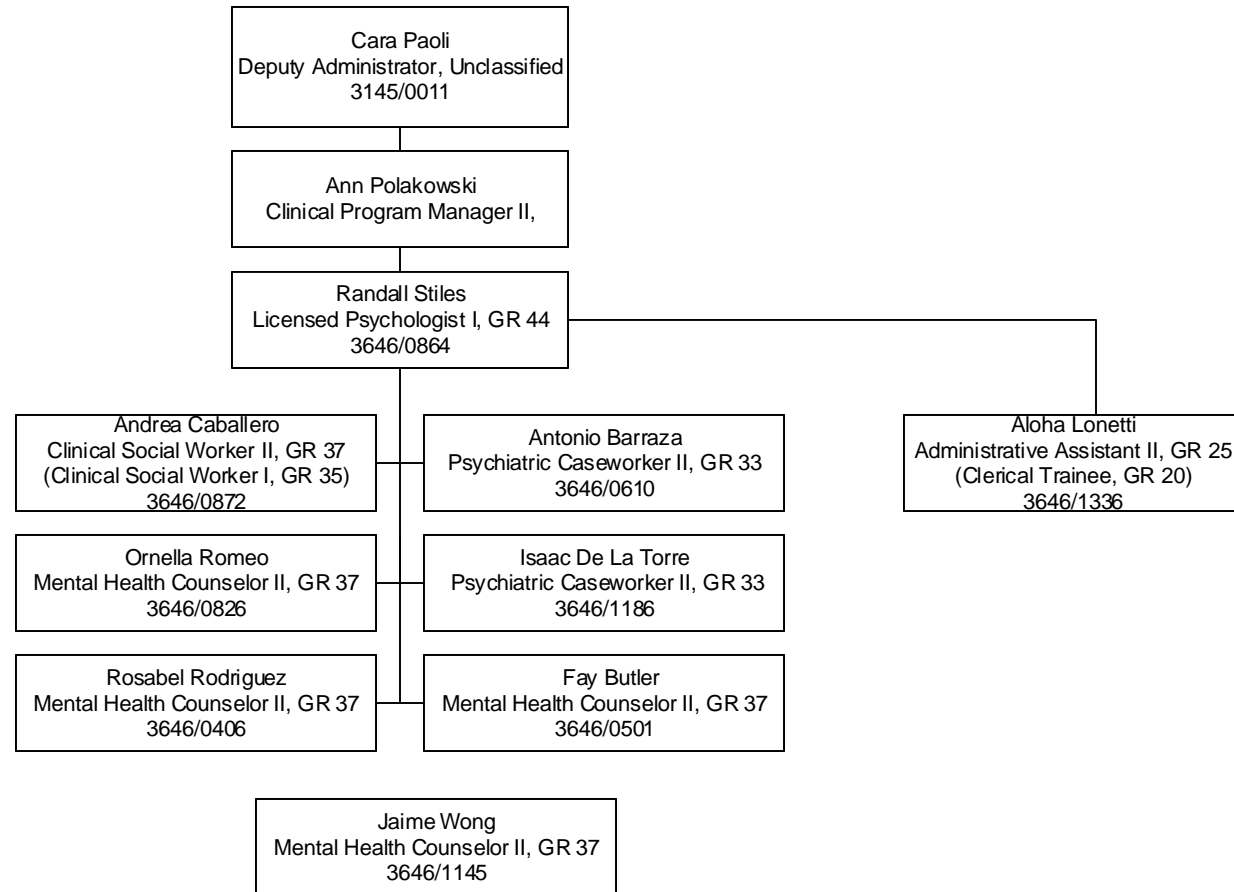 Cara Paoli
Deputy Administrator, Unclassified
3145/0011
Ann Polakowski
Clinical Program Manager II,
Randall Stiles
Licensed Psychologist I, GR 44
3646/0864
Andrea Caballero
Clinical Social Worker II, GR 37
(Clinical Social Worker I, GR 35)
3646/0872
Antonio Barraza
Psychiatric Caseworker II, GR 33
3646/0610
Aloha Lonetti
Administrative Assistant II, GR 25
(Clerical Trainee, GR 20)
3646/1336
Ornella Romeo
Mental Health Counselor II, GR 37
3646/0826
Isaac De La Torre
Psychiatric Caseworker II, GR 33
3646/1186
Rosabel Rodriguez
Mental Health Counselor II, GR 37
3646/0406
Fay Butler
Mental Health Counselor II, GR 37
3646/0501
Jaime Wong
Mental Health Counselor II, GR 37
3646/1145